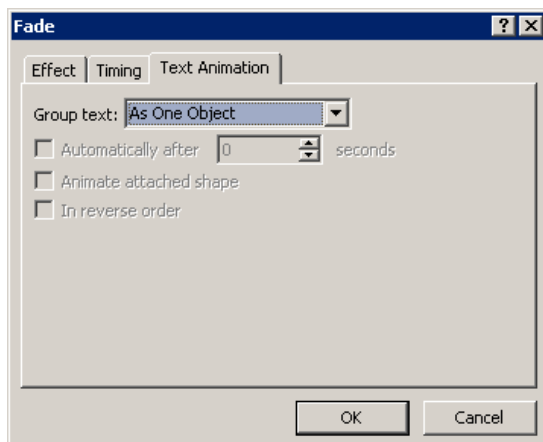 Fade
Effect Timing Text Animation
Group text: As One Object
Automatically after 0 seconds
Animate attached shape
In reverse order
OK Cancel